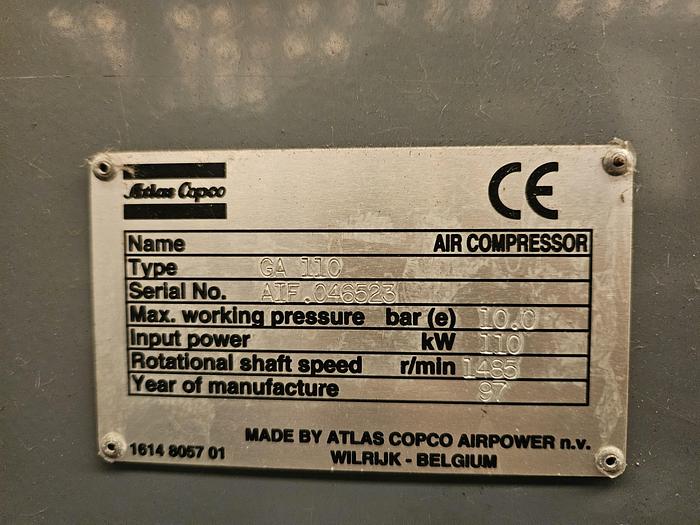 Atlas Copco
CE
Name AIR COMPRESSOR
Type GA 110
Serial No. AIF.046523
Max. working pressure bar (e) 10.0
Input power kW 110
Rotational shaft speed r/min 1485
Year of manufacture 97
1614 8057 01
MADE BY ATLAS COPCO AIRPOWER n.v.
WILRIJK - BELGIUM